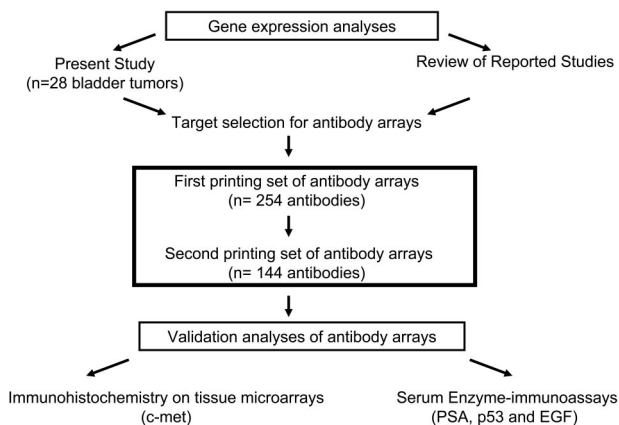 Gene expression analyses
Present Study
(n=28 bladder tumors)
Review of Reported Studies
Target selection for antibody arrays
First printing set of antibody arrays
(n= 254 antibodies)
Second printing set of antibody arrays
(n= 144 antibodies)
Validation analyses of antibody arrays
Immunohistochemistry on tissue microarrays
(c-met)
Serum Enzyme-immunoassays
(PSA, p53 and EGF)